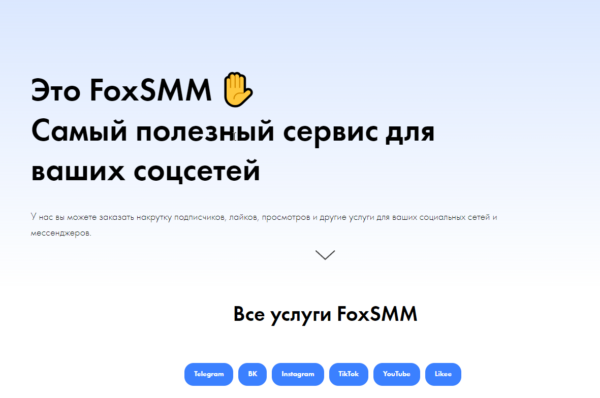 Это FoxSMM ✋
Самый полезный сервис для
ваших соцсетей
У нас вы можете заказать накрутку подписчиков, лайков, просмотров и другие услуги для ваших социальных сетей и
мессенджеров.
Все услуги FoxSMM
Telegram ВК Instagram TikTok YouTube Likee